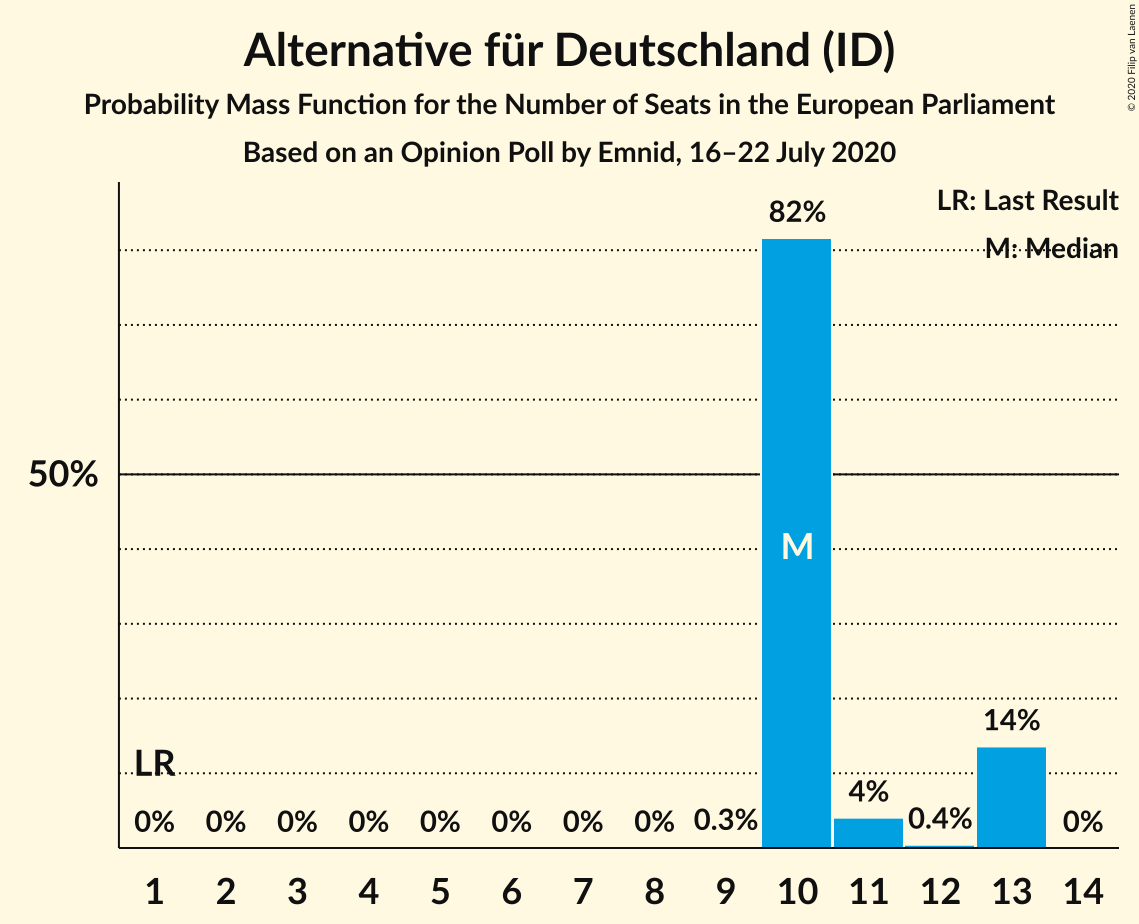 Alternative für Deutschland (ID)
Probability Mass Function for the Number of Seats in the European Parliament
Based on an Opinion Poll by Emnid, 16–22 July 2020
© 2020 Filip van Laenen
LR: Last Result
M: Median
82%
50%
M
14%
LR
4%
0% 0% 0% 0% 0% 0% 0% 0% 0.3% 0.4% 0%
1 2 3 4 5 6 7 8 9 10 11 12 13 14